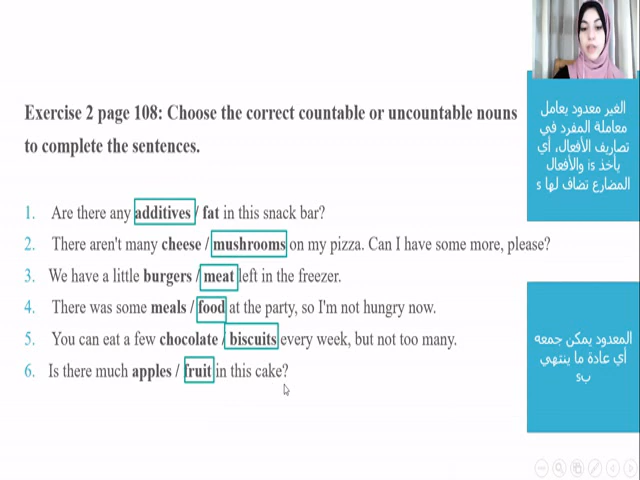 Exercise 2 page 108: Choose the correct countable or uncountable nouns
to complete the sentences.
1. Are there any additives / fat in this snack bar?
2. There aren't many cheese / mushrooms on my pizza. Can I have some more, please?
3. We have a little burgers / meat left in the freezer.
4. There was some meals / food at the party, so I'm not hungry now.
5. You can eat a few chocolate / biscuits every week, but not too many.
6. Is there much apples / fruit in this cake?
الغير معدود يعامل
معاملة المفرد في
تصاريف الأفعال، أي
يأخذ is والأفعال
المضارع تضاف لها s
المعدود يمكن جمعه
أي عادة ما ينتهي
بs